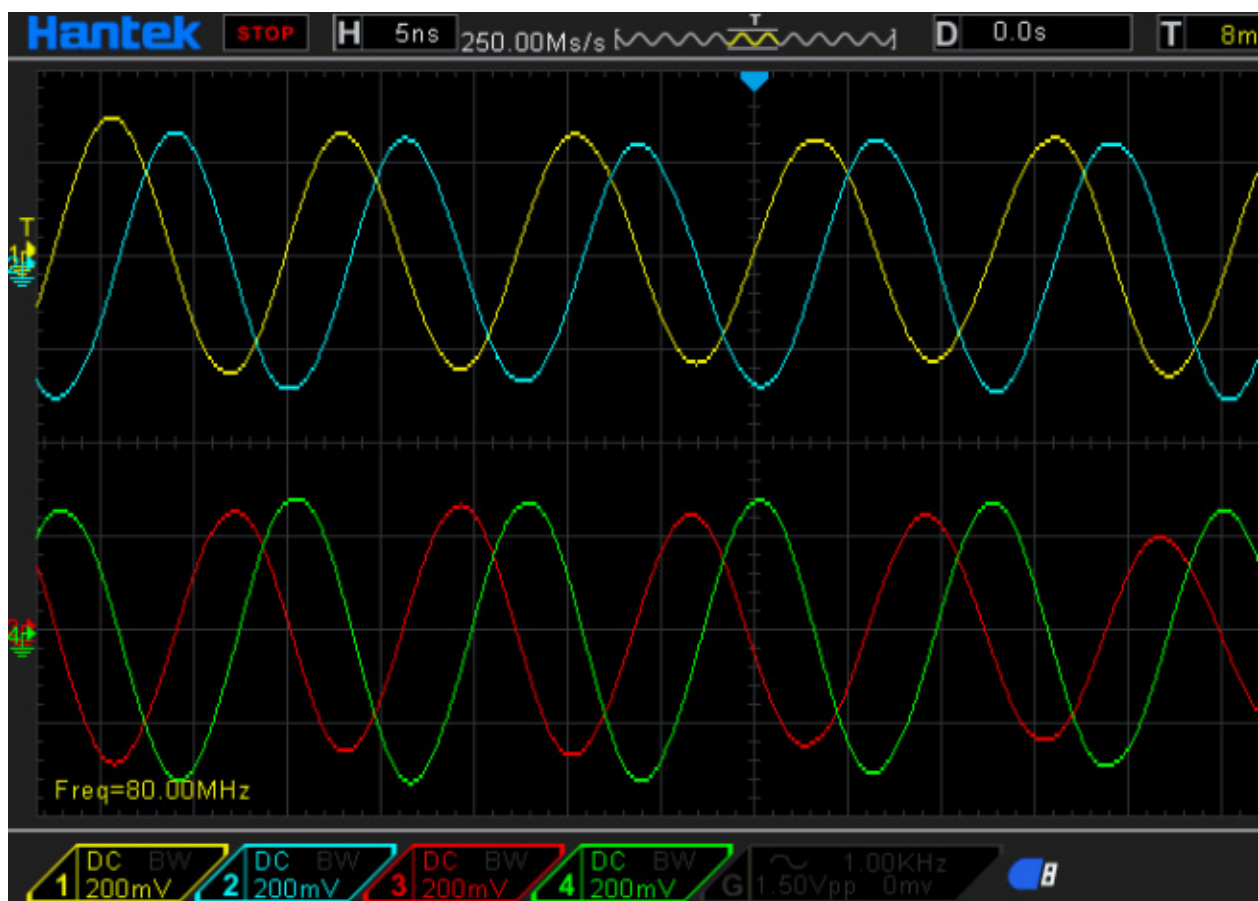 Hantek STOP H 5ns 250.00Ms/s T D 0.0s T 8m
T
Freq=80.00MHz
1 DC BW 200mV 2 DC BW 200mV 3 DC BW 200mV 4 DC BW 200mV G 1.00KHz 1.50Vpp 0mv